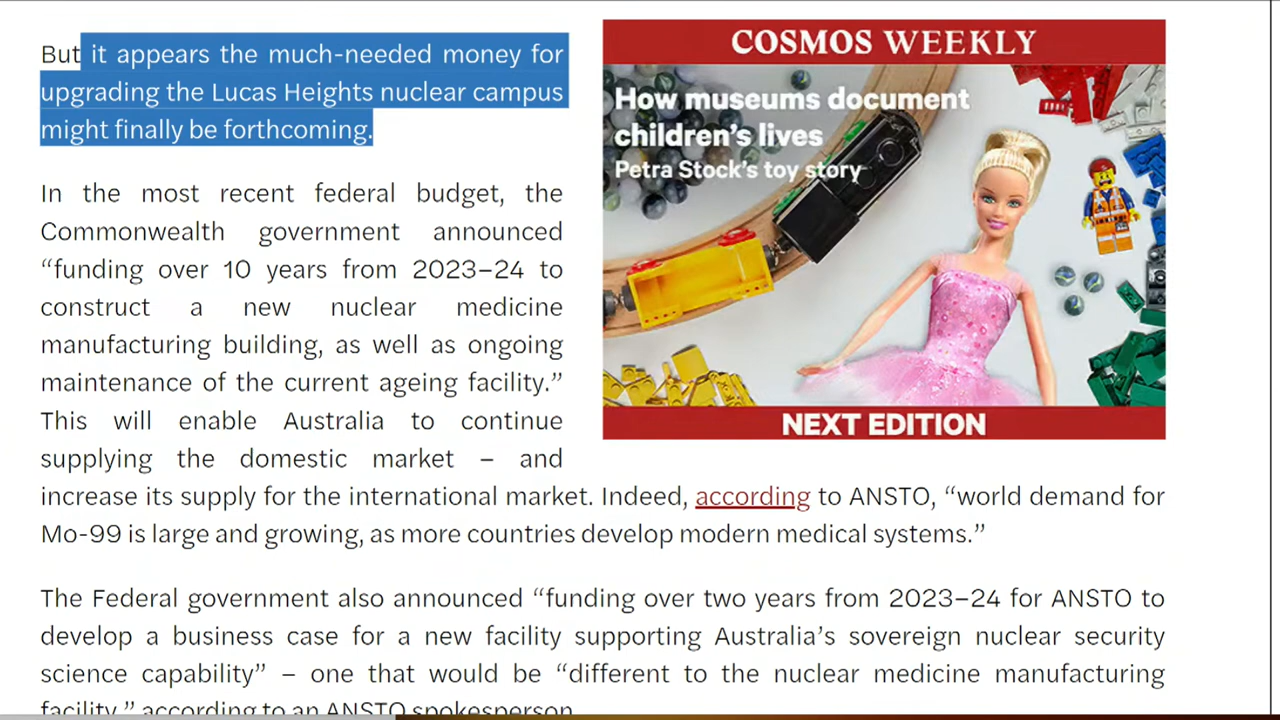 But it appears the much-needed money for
upgrading the Lucas Heights nuclear campus
might finally be forthcoming.
In the most recent federal budget, the
Commonwealth government announced
“funding over 10 years from 2023–24 to
construct a new nuclear medicine
manufacturing building, as well as ongoing
maintenance of the current ageing facility.”
This will enable Australia to continue
supplying the domestic market – and
increase its supply for the international market. Indeed, according to ANSTO, “world demand for
Mo-99 is large and growing, as more countries develop modern medical systems.”
The Federal government also announced “funding over two years from 2023–24 for ANSTO to
develop a business case for a new facility supporting Australia’s sovereign nuclear security
science capability” – one that would be “different to the nuclear medicine manufacturing
facility,” according to an ANSTO spokesperson.
COSMOS WEEKLY
How museums document
children’s lives
Petra Stock’s toy story
NEXT EDITION